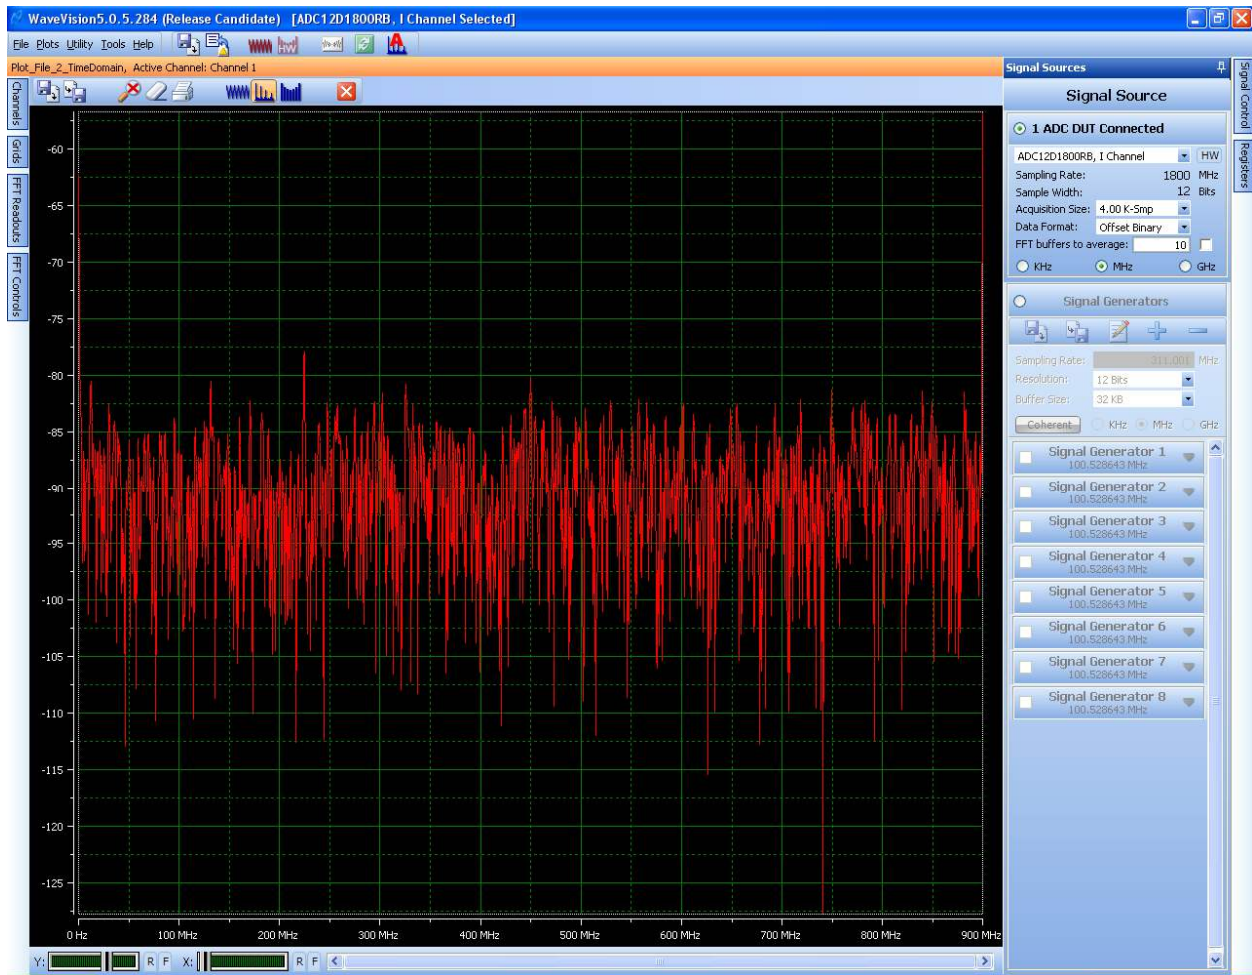 WaveVision5.0.5.284 (Release Candidate) [ADC12D1800RB, I Channel Selected]
File Plots Utility Tools Help
HW
A
Plot_File_2_TimeDomain, Active Channel: Channel 1
Channels
Grids
FFT Readouts
FFT Controls
-60
-65
-70
-75
-80
-85
-90
-95
-100
-105
-110
-115
-120
-125
0 Hz 100 MHz 200 MHz 300 MHz 400 MHz 500 MHz 600 MHz 700 MHz 800 MHz 900 MHz
Y: R F X: R F
Signal Sources
Signal Source
1 ADC DUT Connected
ADC12D1800RB, I Channel HW
Sampling Rate: 1800 MHz
Sample Width: 12 Bits
Acquisition Size: 4.00 K-Smp
Data Format: Offset Binary
FFT buffers to average: 10
KHz MHz GHz
Signal Generators
Sampling Rate: 311.001 MHz
Resolution: 12 Bits
Buffer Size: 32 KB
Coherent KHz MHz GHz
Signal Generator 1
100.528643 MHz
Signal Generator 2
100.528643 MHz
Signal Generator 3
100.528643 MHz
Signal Generator 4
100.528643 MHz
Signal Generator 5
100.528643 MHz
Signal Generator 6
100.528643 MHz
Signal Generator 7
100.528643 MHz
Signal Generator 8
100.528643 MHz
Signal Control
Registers